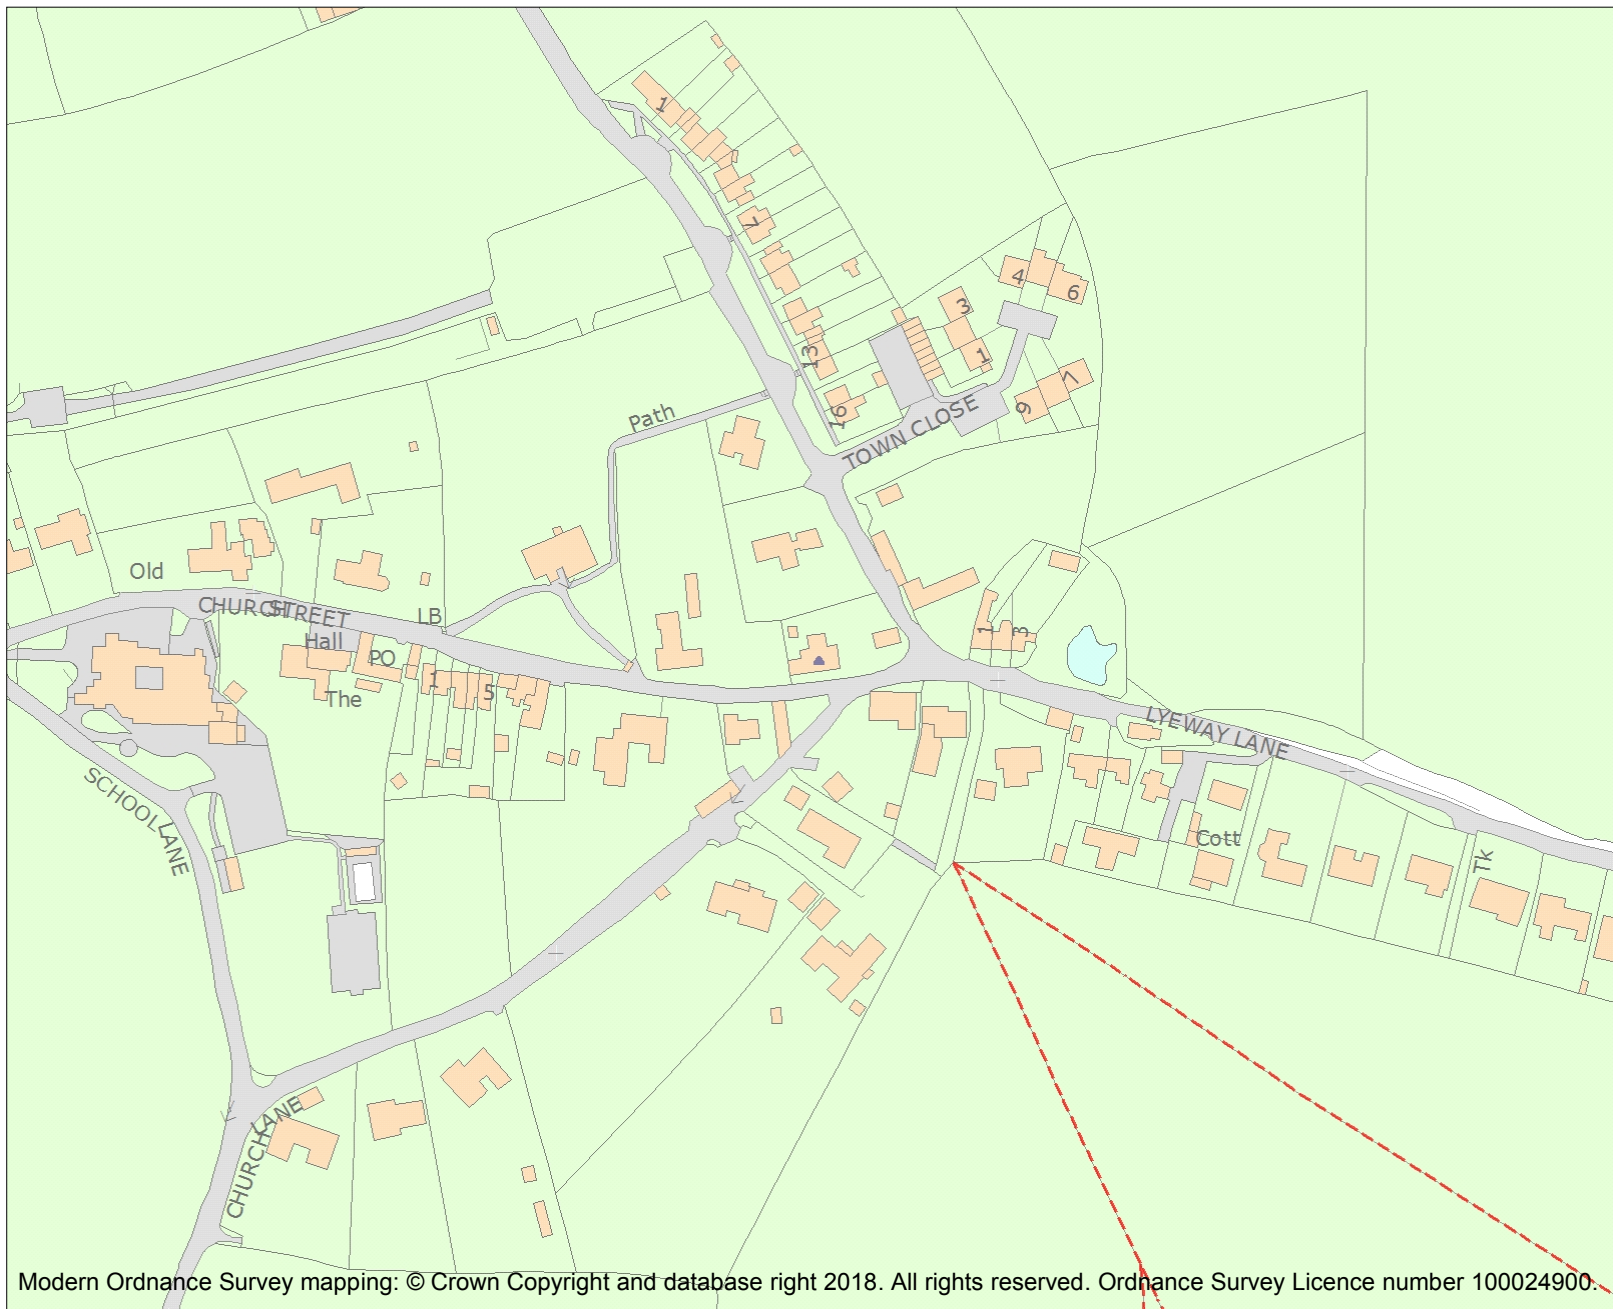 1
7
4
6
3
1
13
7
9
16
TOWN CLOSE
Path
Old
CHURCH STREET
LB
Hall
PO
The
1
5
1
3
LYEWAY LANE
SCHOOL LANE
Cott
Tk
CHURCH LANE
Modern Ordnance Survey mapping: © Crown Copyright and database right 2018. All rights reserved. Ordnance Survey Licence number 100024900.